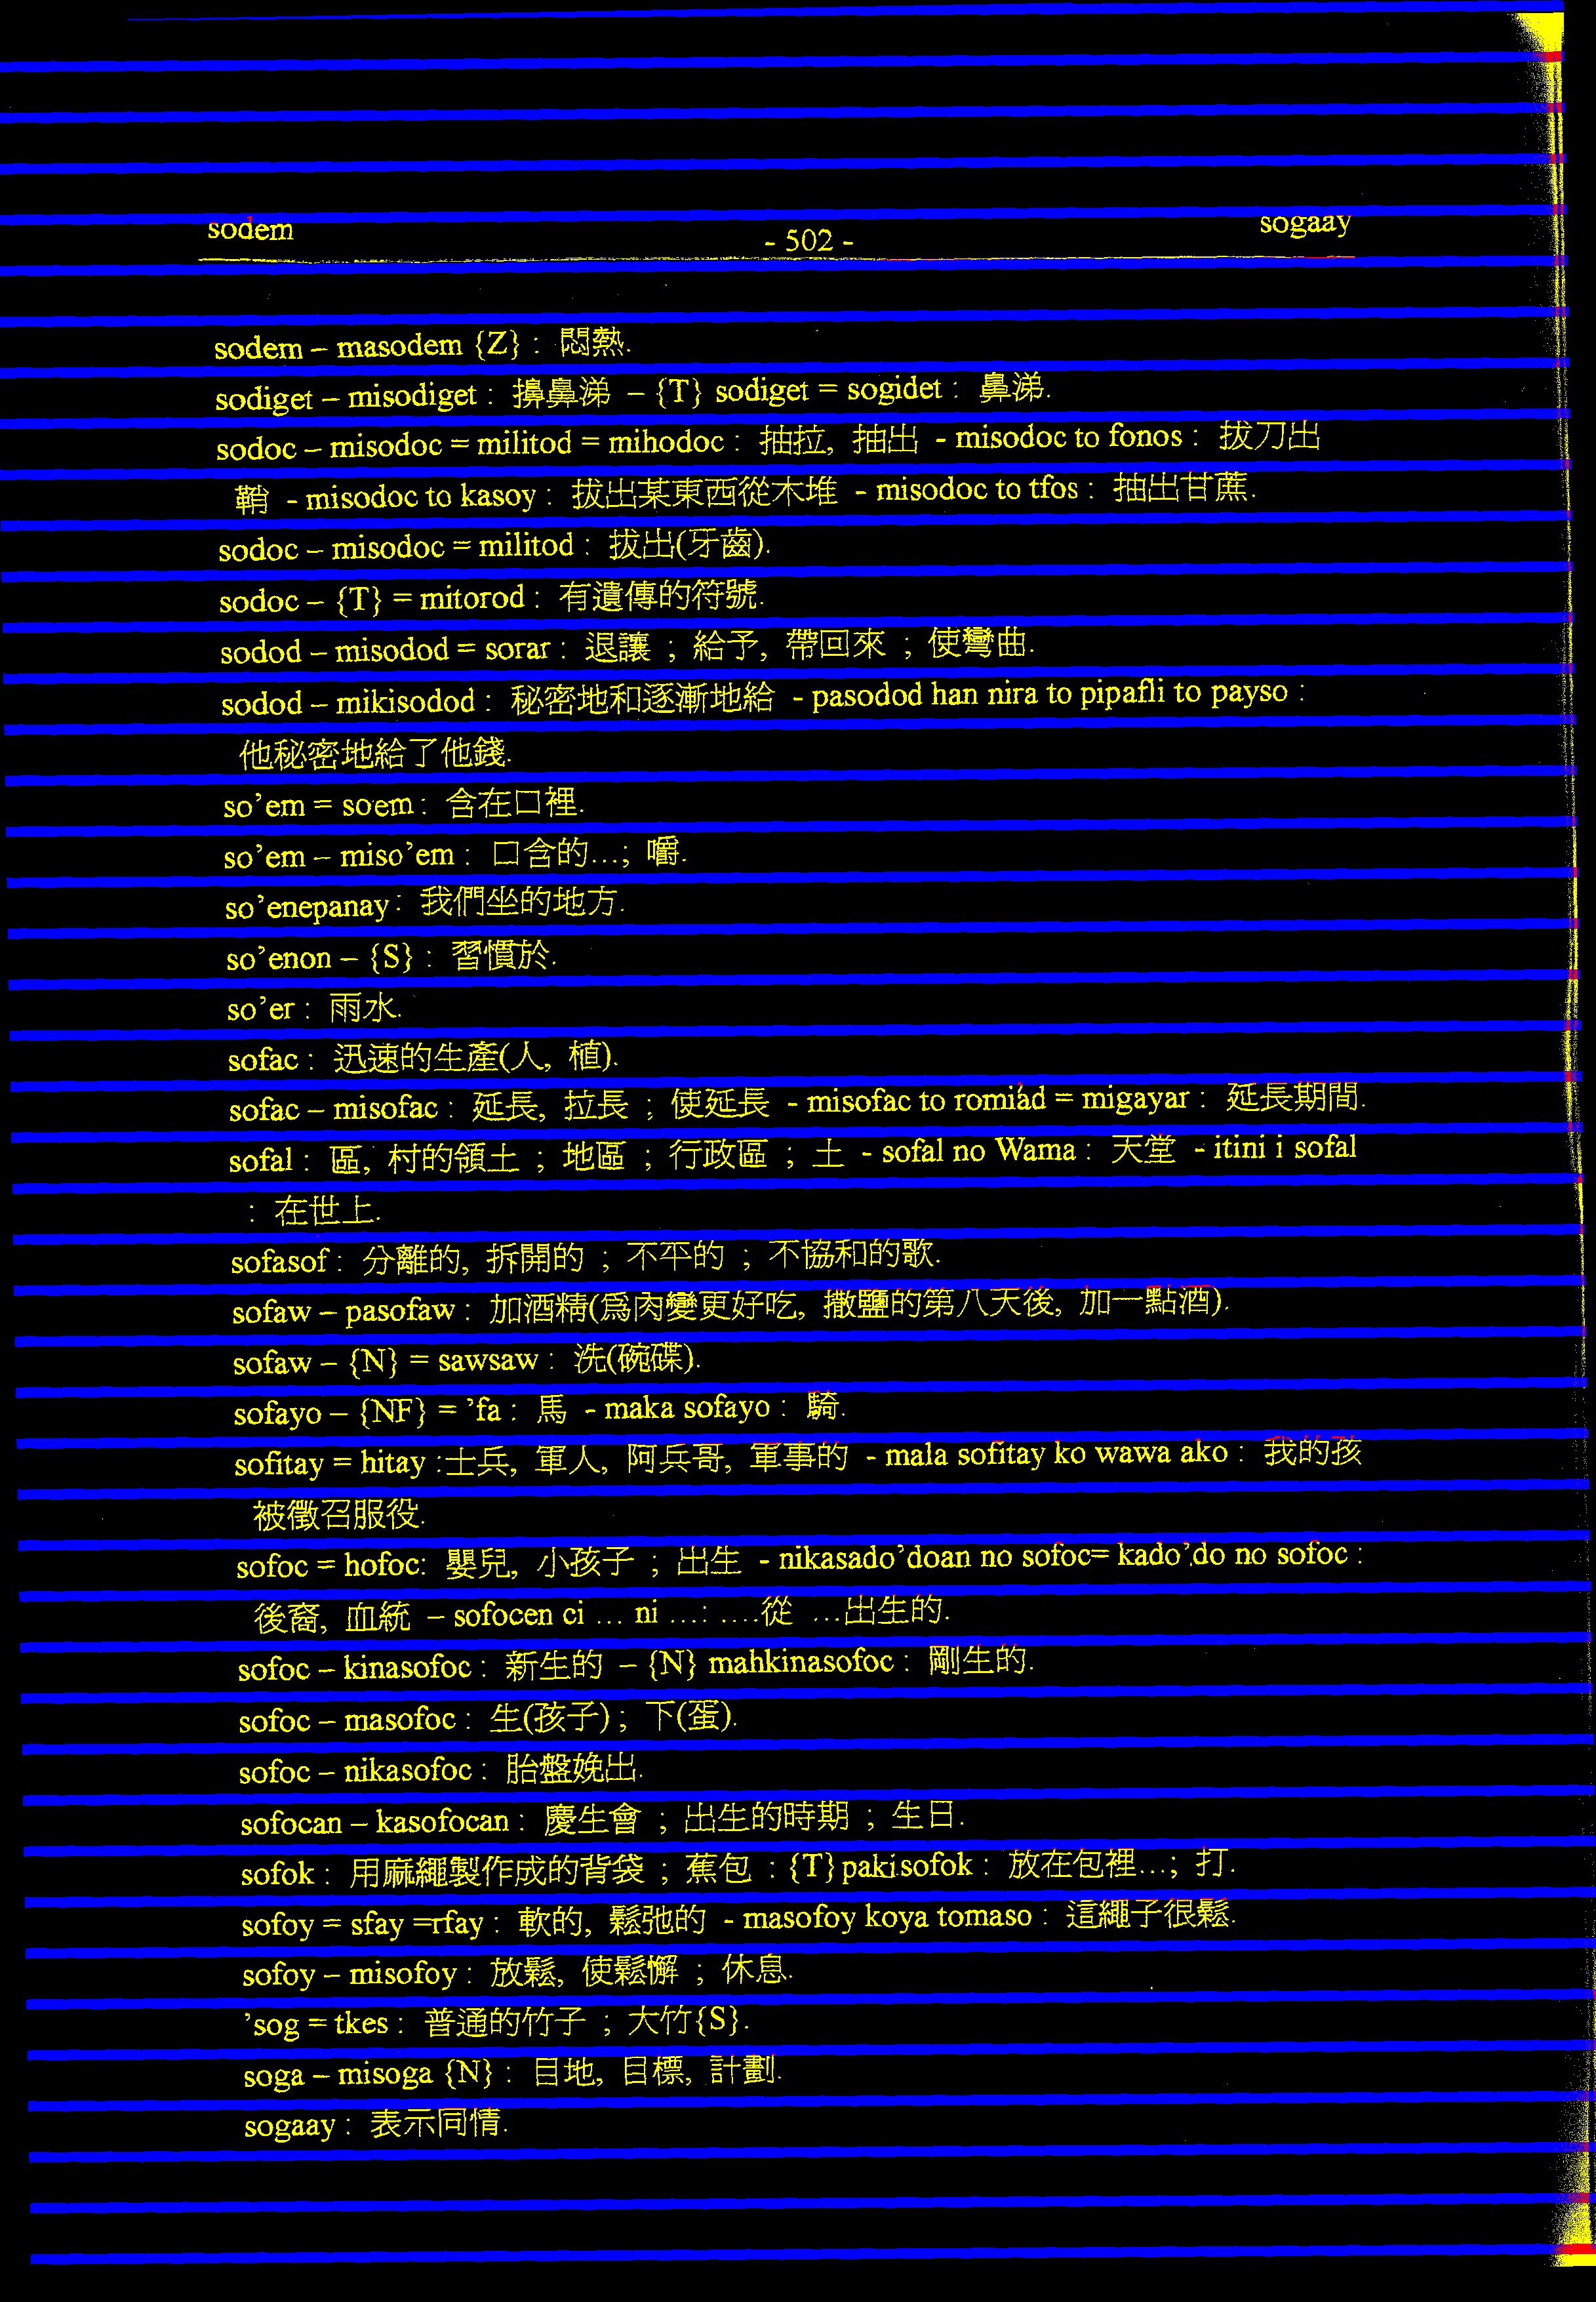 sodem - 502 - sogaay
sodem – masodem {Z} : 悶熱.
sodiget – misodiget : 擤鼻涕 – {T} sodiget = sogidet : 鼻涕.
sodoc – misodoc = militod = mihodoc : 抽拉, 抽出 - misodoc to fonos : 拔刀出
鞘 - misodoc to kasoy : 拔出某東西從木堆 - misodoc to tfos : 抽出甘蔗.
sodoc – misodoc = militod : 拔出(牙齒).
sodoc – {T} = mitorod : 有遺傳的符號.
sodod – misodod = sorar : 退讓 ; 給予, 帶回來 ; 使彎曲.
sodod – mikisodod : 秘密地和逐漸地給 - pasodod han nira to pipafli to payso :
他秘密地給了他錢.
so'em = soem : 含在口裡.
so'em – miso'em : 口含的...; 嚼.
so'enepanay : 我們坐的地方.
so'enon – {S} : 習慣於.
so'er : 雨水.
sofac : 迅速的生產(人, 植).
sofac – misofac : 延長, 拉長 ; 使延長 - misofac to romiád = migayar : 延長期間.
sofal : 區, 村的領土 ; 地區 ; 行政區 ; 土 - sofal no Wama : 天堂 - itini i sofal
: 在世上.
sofasof : 分離的, 拆開的 ; 不平的 ; 不協和的歌.
sofaw – pasofaw : 加酒精(爲肉變更好吃, 撒鹽的第八天後, 加一點酒).
sofaw – {N} = sawsaw : 洗(碗碟).
sofayo – {NF} = 'fa : 馬 - maka sofayo : 騎.
sofitay = hitay :士兵, 軍人, 阿兵哥, 軍事的 - mala sofitay ko wawa ako : 我的孩
被徵召服役.
sofoc = hofoc: 嬰兒, 小孩子 ; 出生 - nikasado'doan no sofoc= kado'do no sofoc :
後裔, 血統 – sofocen ci ... ni ...: ....從 ...出生的.
sofoc – kinasofoc : 新生的 – {N} mahkinasofoc : 剛生的.
sofoc – masofoc : 生(孩子) ; 下(蛋).
sofoc – nikasofoc : 胎盤娩出.
sofocan – kasofocan : 慶生會 ; 出生的時期 ; 生日.
sofok : 用麻繩製作成的背袋 ; 蕉包 : {T} pakisofok : 放在包裡...; 打.
sofoy = sfay =rfay : 軟的, 鬆弛的 - masofoy koya tomaso : 這繩子很鬆.
sofoy – misofoy : 放鬆, 使鬆懈 ; 休息.
'sog = tkes : 普通的竹子 ; 大竹{S}.
soga – misoga {N} : 目地, 目標, 計劃.
sogaay : 表示同情.